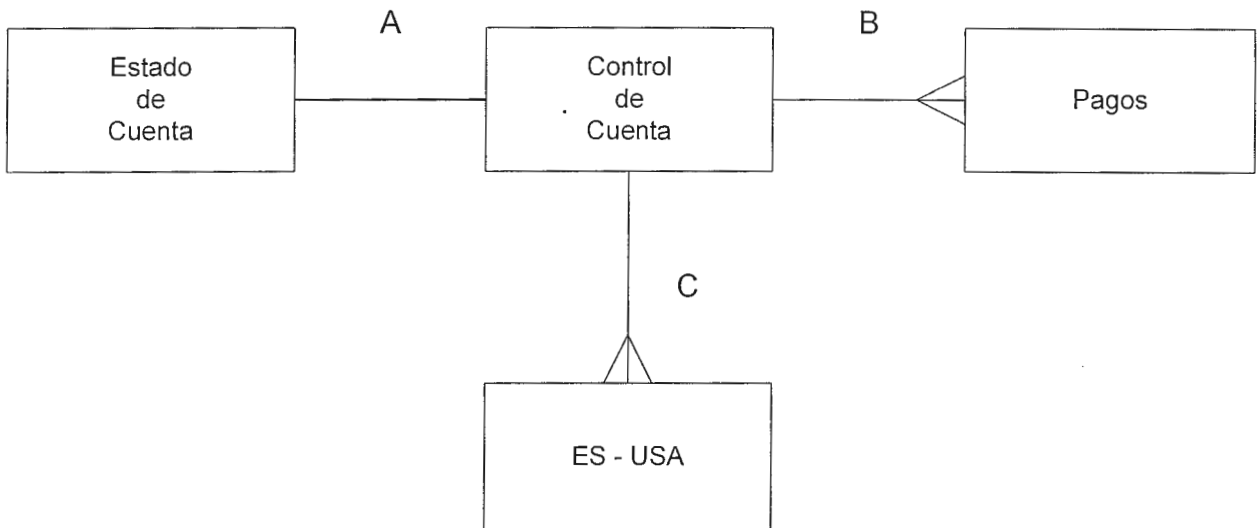 A
B
Estado
de
Cuenta
Control
de
Cuenta
Pagos
C
ES - USA